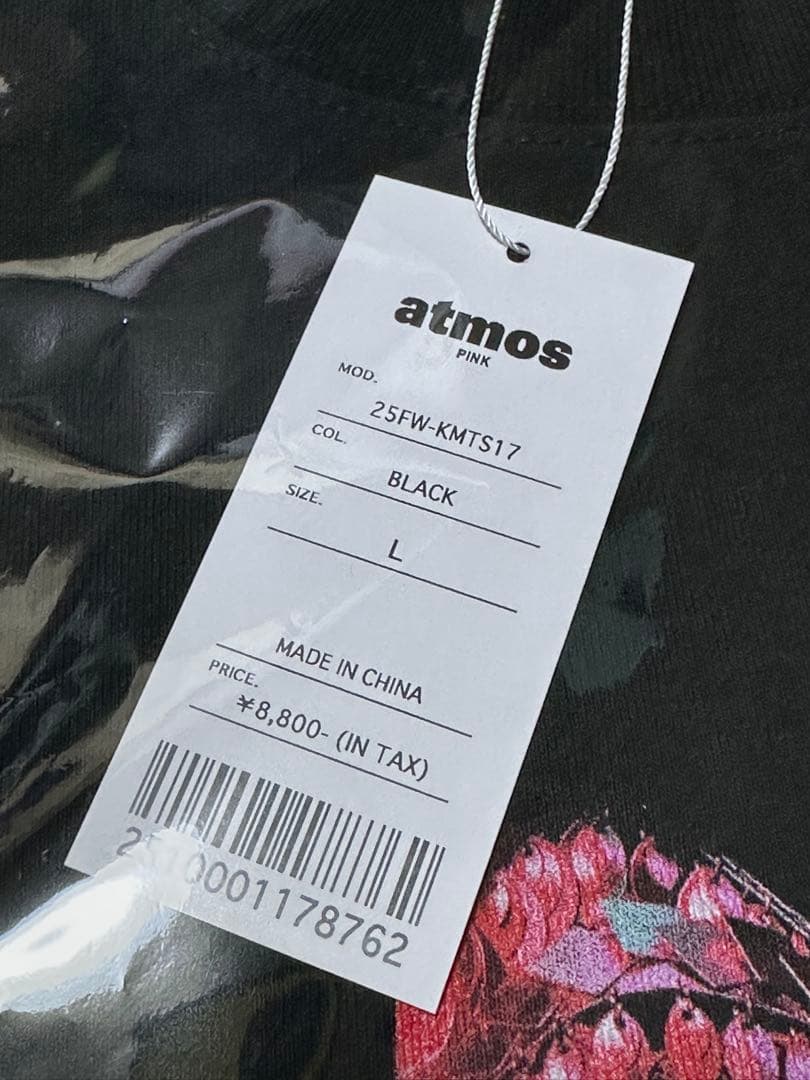 atmos
PINK
MOD.
25FW-KMTS17
COL.
BLACK
SIZE.
L
MADE IN CHINA
PRICE.
¥8,800- (IN TAX)